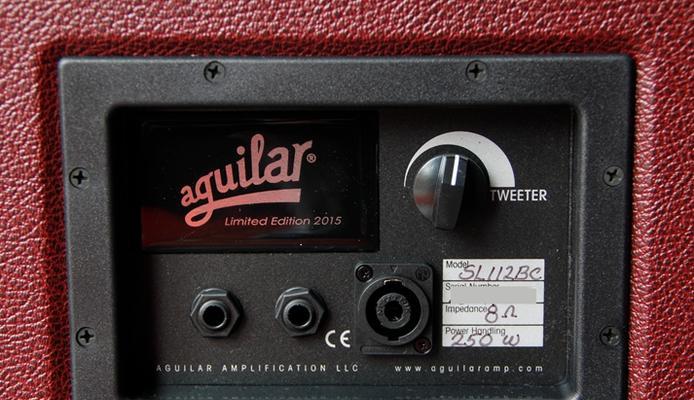 aguilar®
Limited Edition 2015
TWEETER
Model SL112BC
Serial Number
Impedance 8Ω
Power Handling 250 W
CE
AGUILAR AMPLIFICATION LLC
www.aguilaramp.com